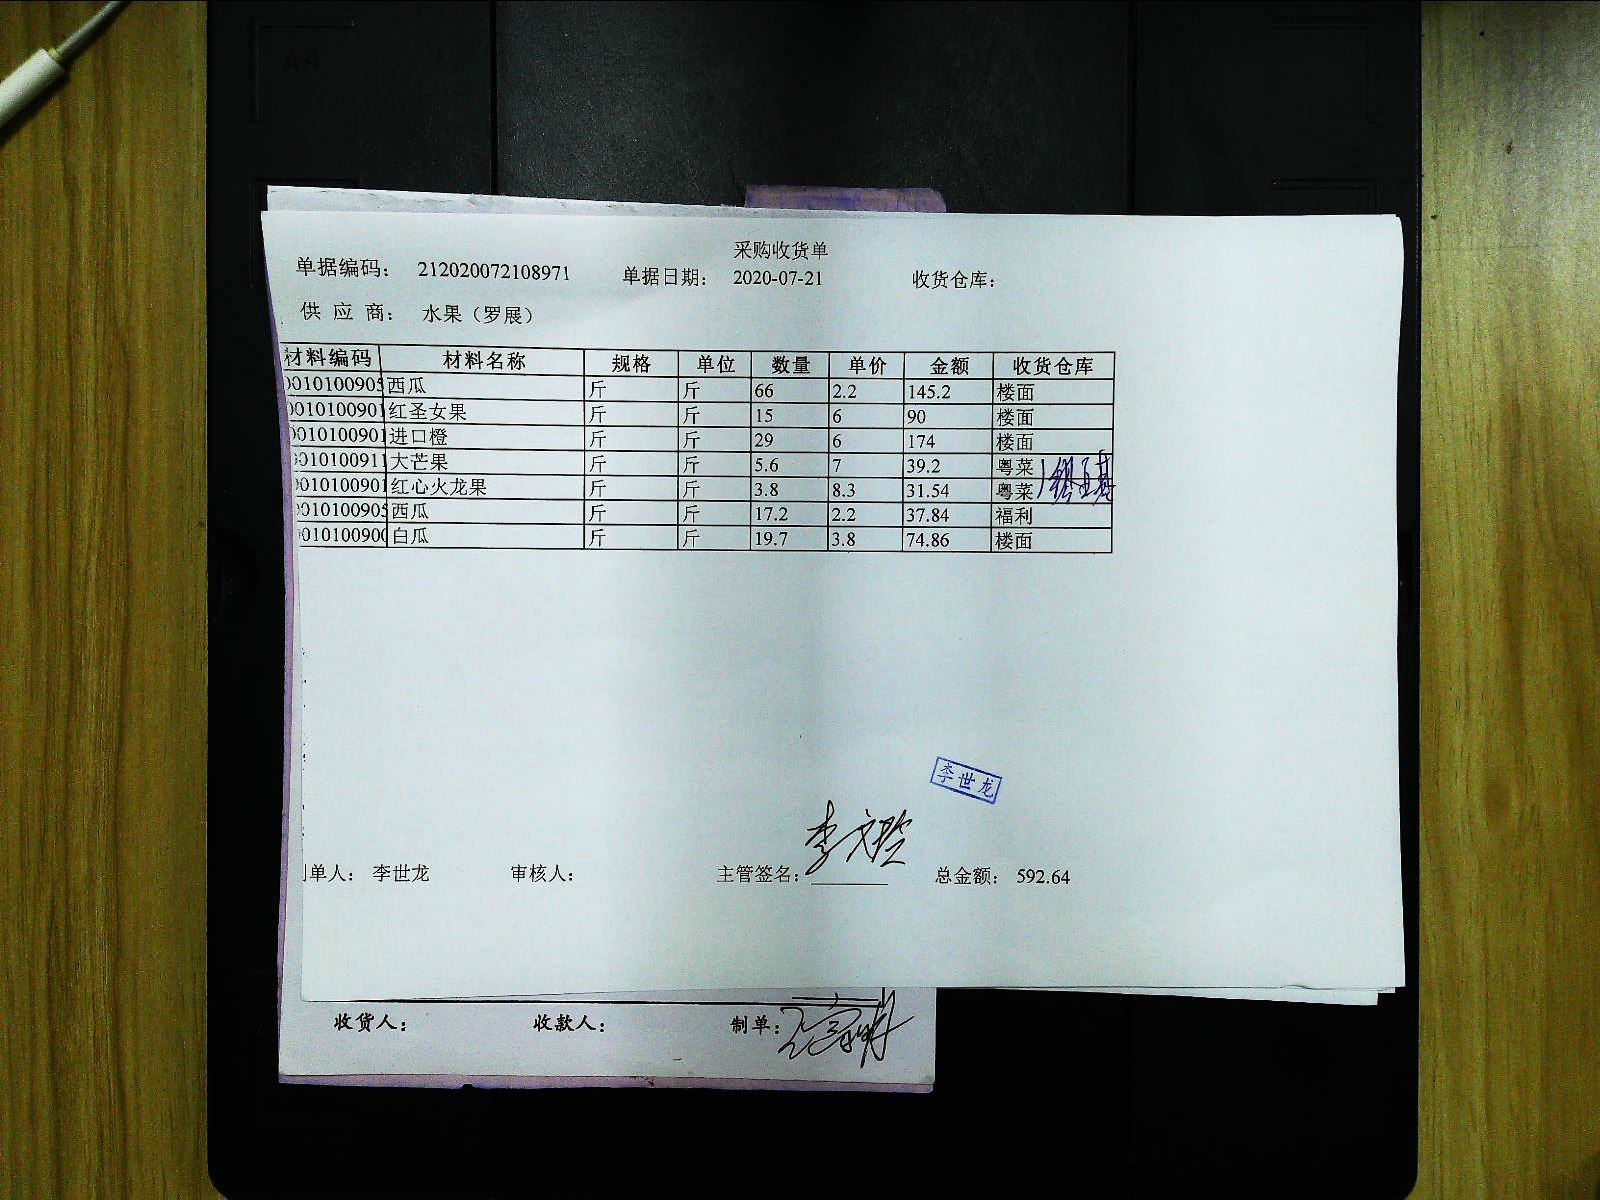 采购收货单
单据编码： 212020072108971 单据日期： 2020-07-21 收货仓库：
供 应 商： 水果（罗展）
材料编码 材料名称 规格 单位 数量 单价 金额 收货仓库
0010100905 西瓜 斤 斤 66 2.2 145.2 楼面
0010100901 红圣女果 斤 斤 15 6 90 楼面
0010100901 进口橙 斤 斤 29 6 174 楼面
0010100911 大芒果 斤 斤 5.6 7 39.2 粤菜
0010100901 红心火龙果 斤 斤 3.8 8.3 31.54 粤菜
0010100905 西瓜 斤 斤 17.2 2.2 37.84 福利
0010100900 白瓜 斤 斤 19.7 3.8 74.86 楼面
李世龙
制单人： 李世龙 审核人： 主管签名： 总金额： 592.64
收货人： 收款人： 制单：